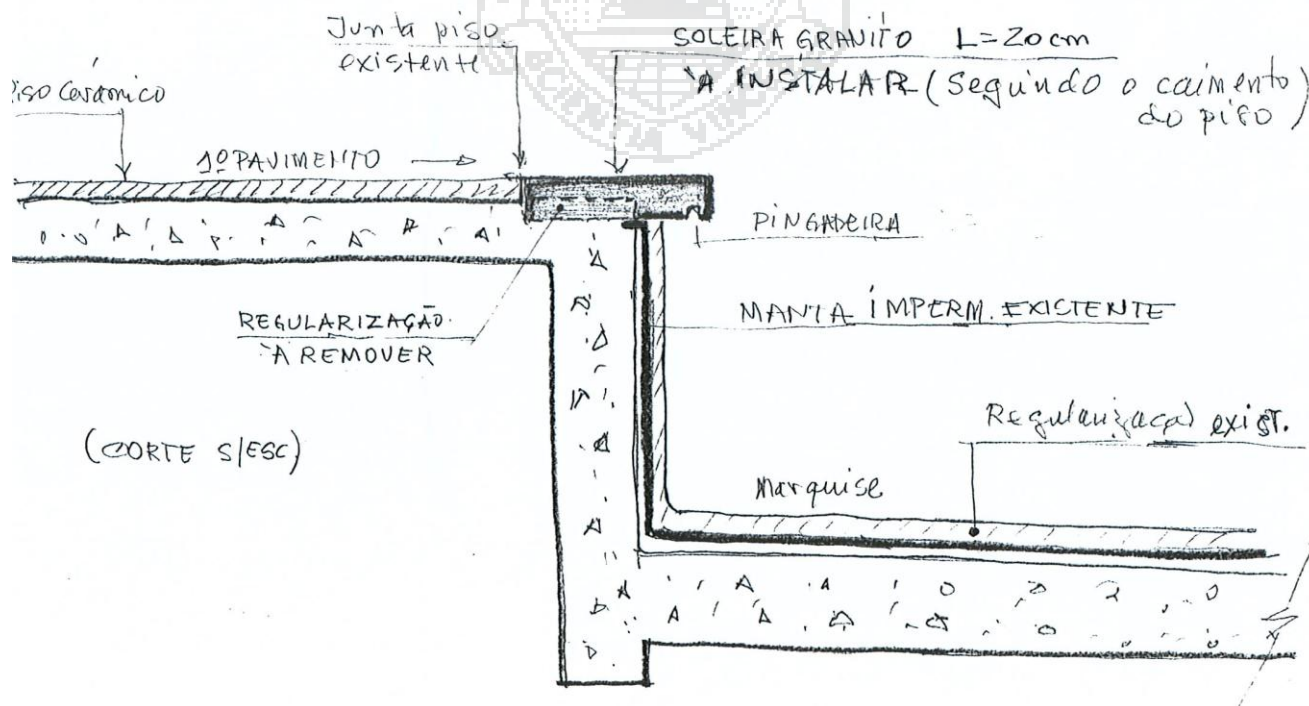 Junta piso
existente
SOLEIRA GRANITO L=20cm
À INSTALAR (segundo o caimento
do piso)
iso Cerâmico
1º PAVIMENTO
PINGADEIRA
REGULARIZAÇÃO
À REMOVER
MANTA IMPERM. EXISTENTE
(CORTE S/ESC)
Regularização exist.
Marquise